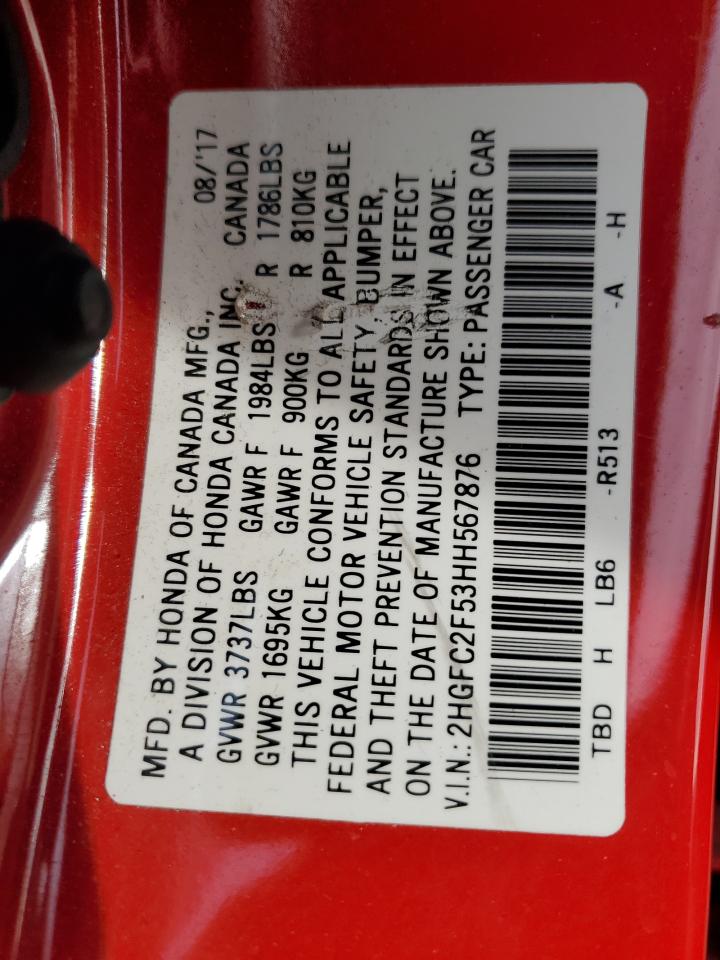 MFD. BY HONDA OF CANADA MFG., 08/'17
A DIVISION OF HONDA CANADA INC. CANADA
GVWR 3737LBS GAWR F 1984LBS R 1786LBS
GVWR 1695KG GAWR F 900KG R 810KG
THIS VEHICLE CONFORMS TO ALL APPLICABLE
FEDERAL MOTOR VEHICLE SAFETY, BUMPER,
AND THEFT PREVENTION STANDARDS IN EFFECT
ON THE DATE OF MANUFACTURE SHOWN ABOVE.
V.I.N.: 2HGFC2F53HH567876 TYPE: PASSENGER CAR
TBD H LB6 -R513 -A -H